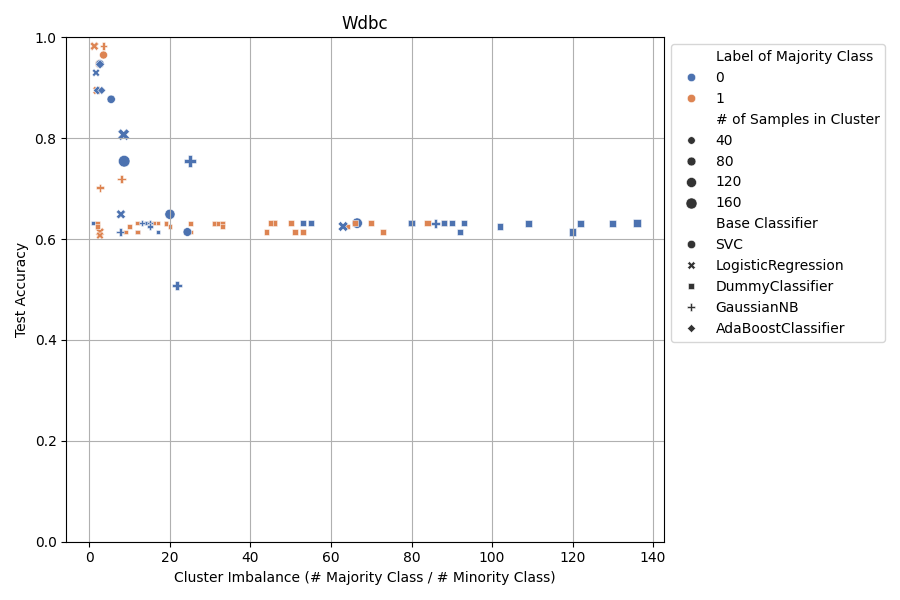 Wdbc
1.0
0.8
0.6
0.4
0.2
0.0
Test Accuracy
0 20 40 60 80 100 120 140
Cluster Imbalance (# Majority Class / # Minority Class)
Label of Majority Class
0
1
# of Samples in Cluster
40
80
120
160
Base Classifier
SVC
LogisticRegression
DummyClassifier
GaussianNB
AdaBoostClassifier